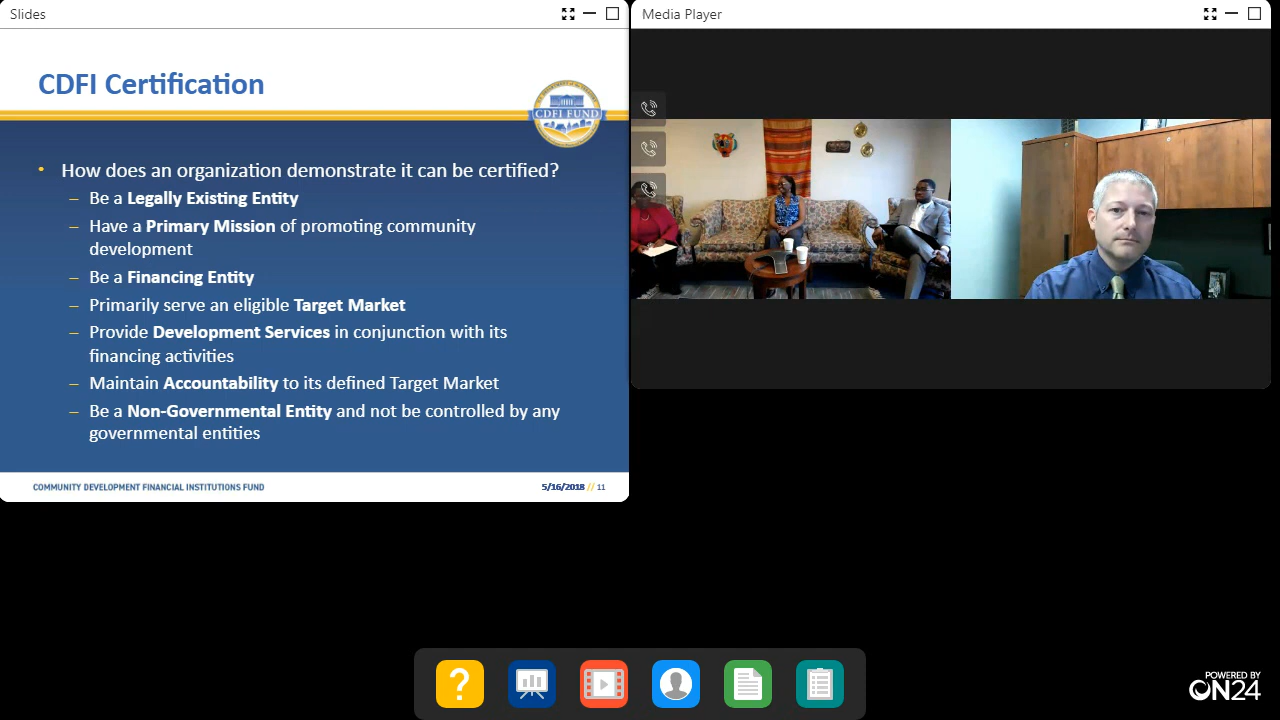 Slides
Media Player
CDFI Certification
CDFI FUND
• How does an organization demonstrate it can be certified?
– Be a Legally Existing Entity
– Have a Primary Mission of promoting community
development
– Be a Financing Entity
– Primarily serve an eligible Target Market
– Provide Development Services in conjunction with its
financing activities
– Maintain Accountability to its defined Target Market
– Be a Non-Governmental Entity and not be controlled by any
governmental entities
COMMUNITY DEVELOPMENT FINANCIAL INSTITUTIONS FUND
5/16/2018 // 11
?
POWERED BY
ON24